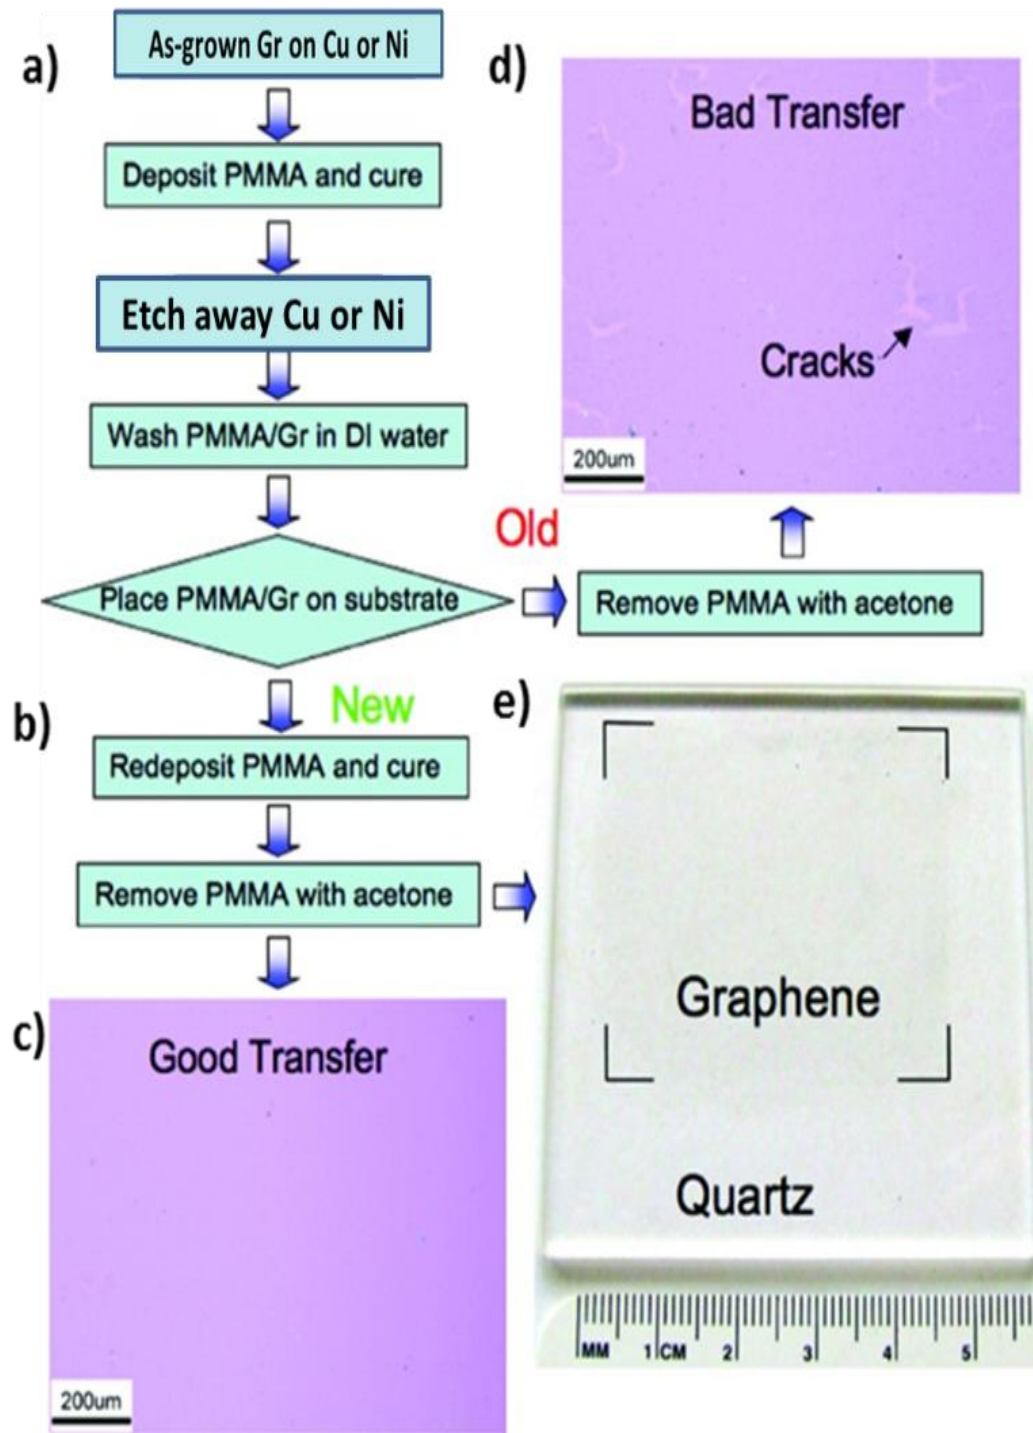 a)
As-grown Gr on Cu or Ni
Deposit PMMA and cure
Etch away Cu or Ni
Wash PMMA/Gr in DI water
Place PMMA/Gr on substrate
Old
Remove PMMA with acetone
d)
Bad Transfer
Cracks
200um
b)
New
Redeposit PMMA and cure
Remove PMMA with acetone
c)
Good Transfer
200um
e)
Graphene
Quartz
MM 1 CM 2 3 4 5